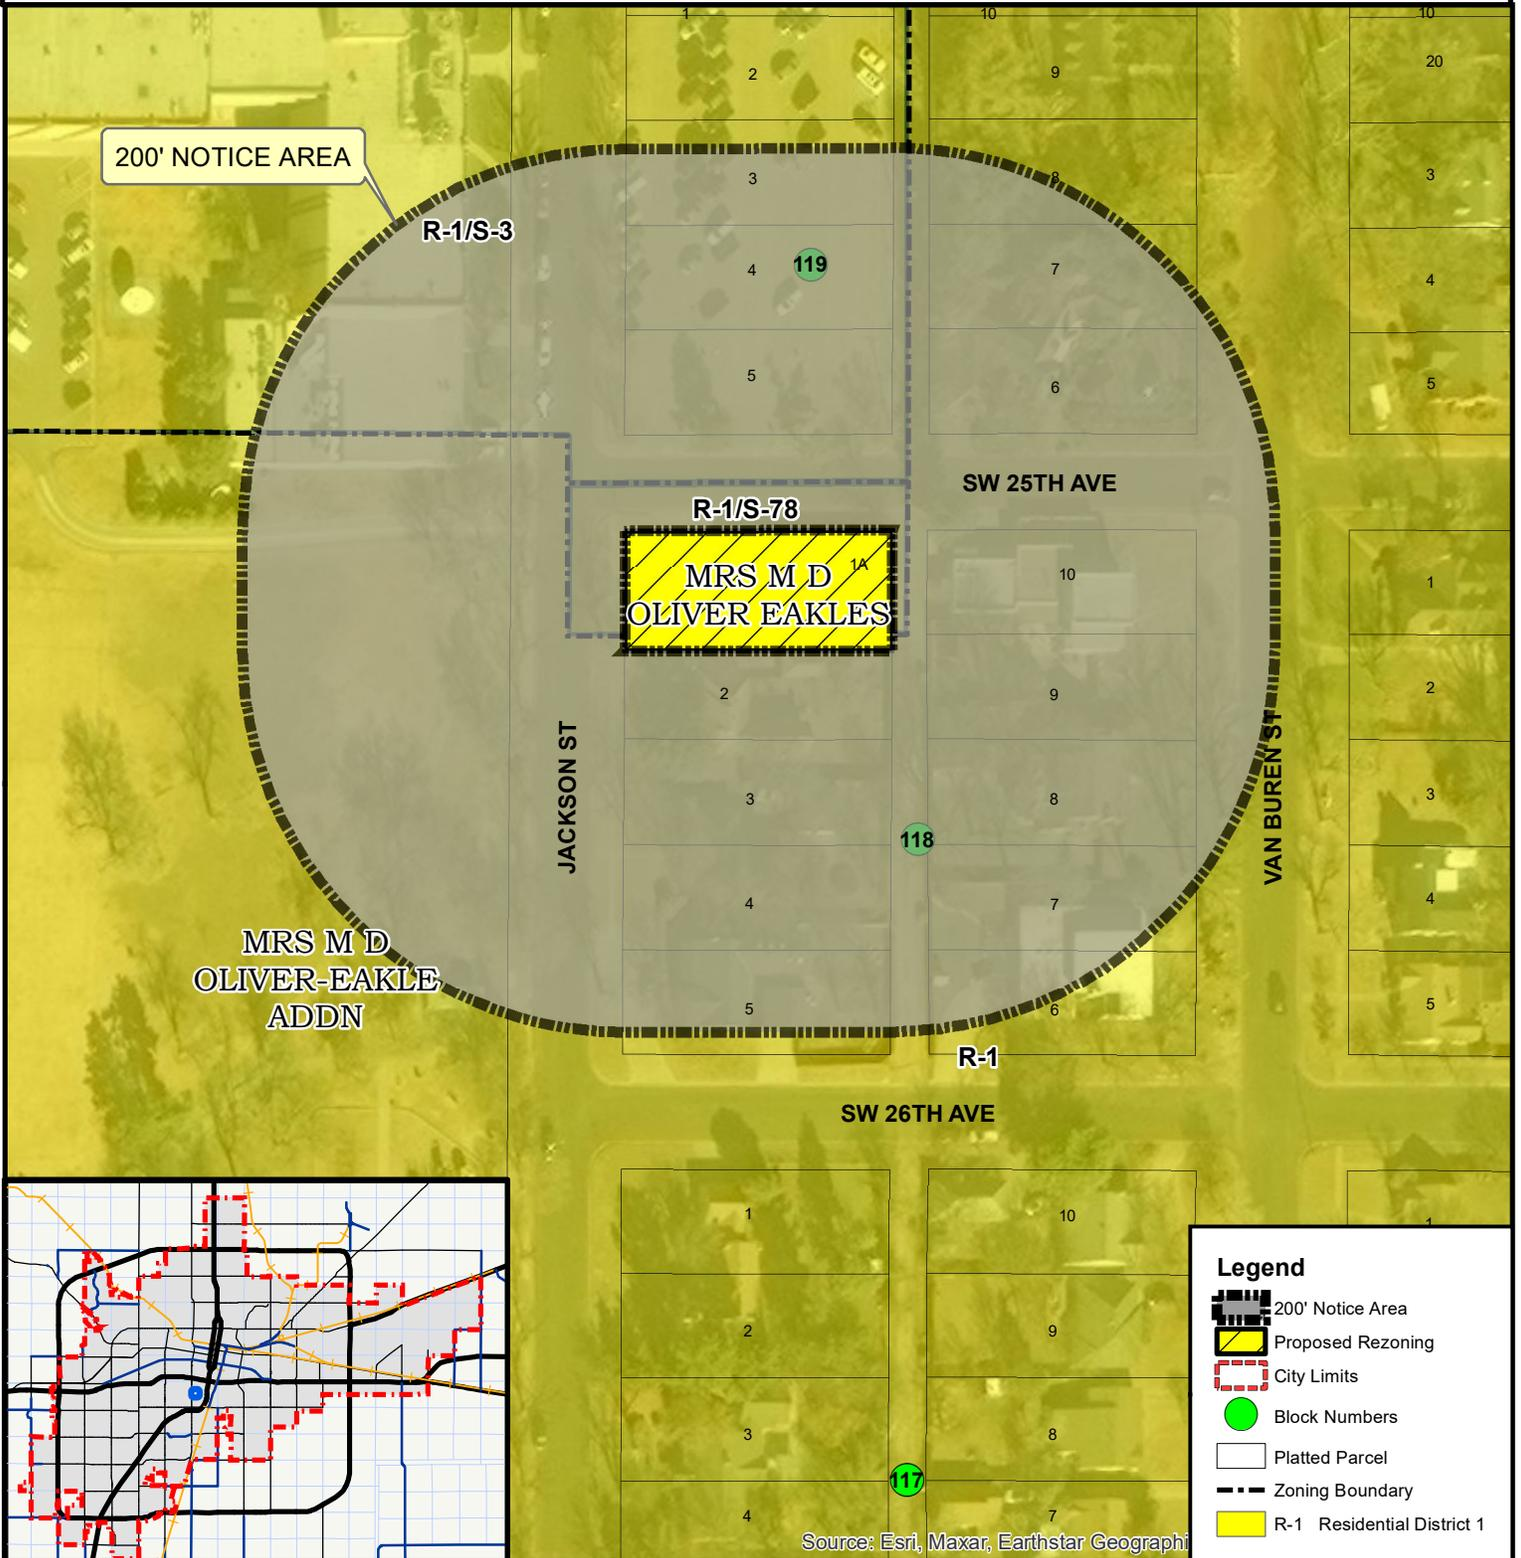 1
10
10
2
9
20
200' NOTICE AREA
3
8
3
R-1/S-3
4
119
7
4
5
6
5
SW 25TH AVE
R-1/S-78
1A
MRS M D
OLIVER EAKLES
10
1
2
9
2
JACKSON ST
VAN BUREN ST
3
8
3
118
4
7
4
MRS M D
OLIVER-EAKLE
ADDN
5
6
5
R-1
SW 26TH AVE
1
10
1
2
9
3
8
117
4
7
Source: Esri, Maxar, Earthstar Geographi
Legend
200' Notice Area
Proposed Rezoning
City Limits
Block Numbers
Platted Parcel
Zoning Boundary
R-1 Residential District 1